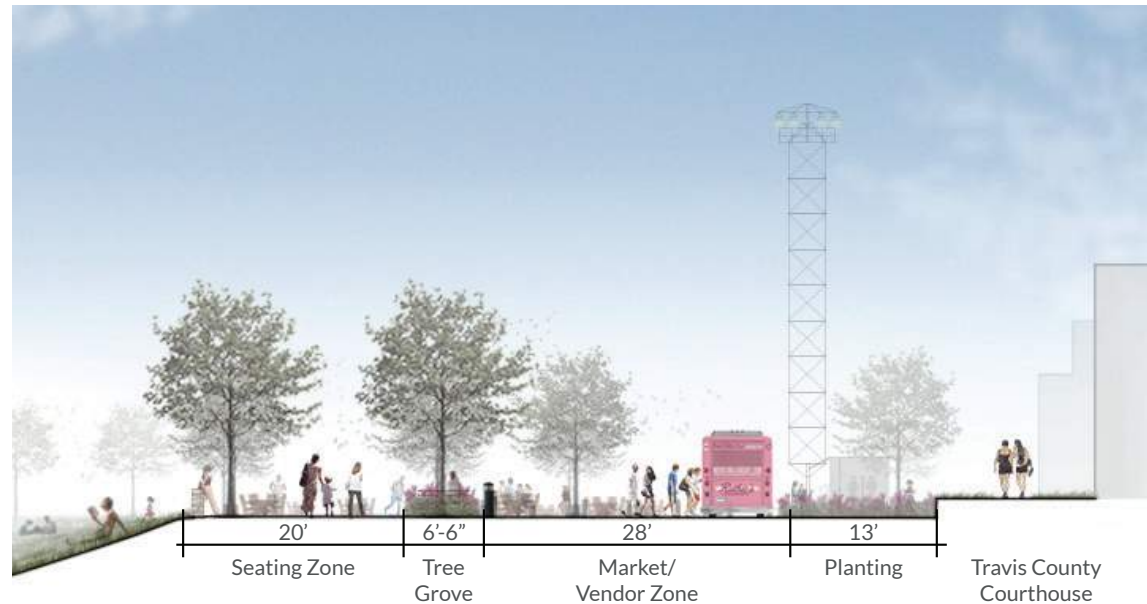 20’
6’-6”
28’
13’
Seating Zone
Tree
Grove
Market/
Vendor Zone
Planting
Travis County
Courthouse